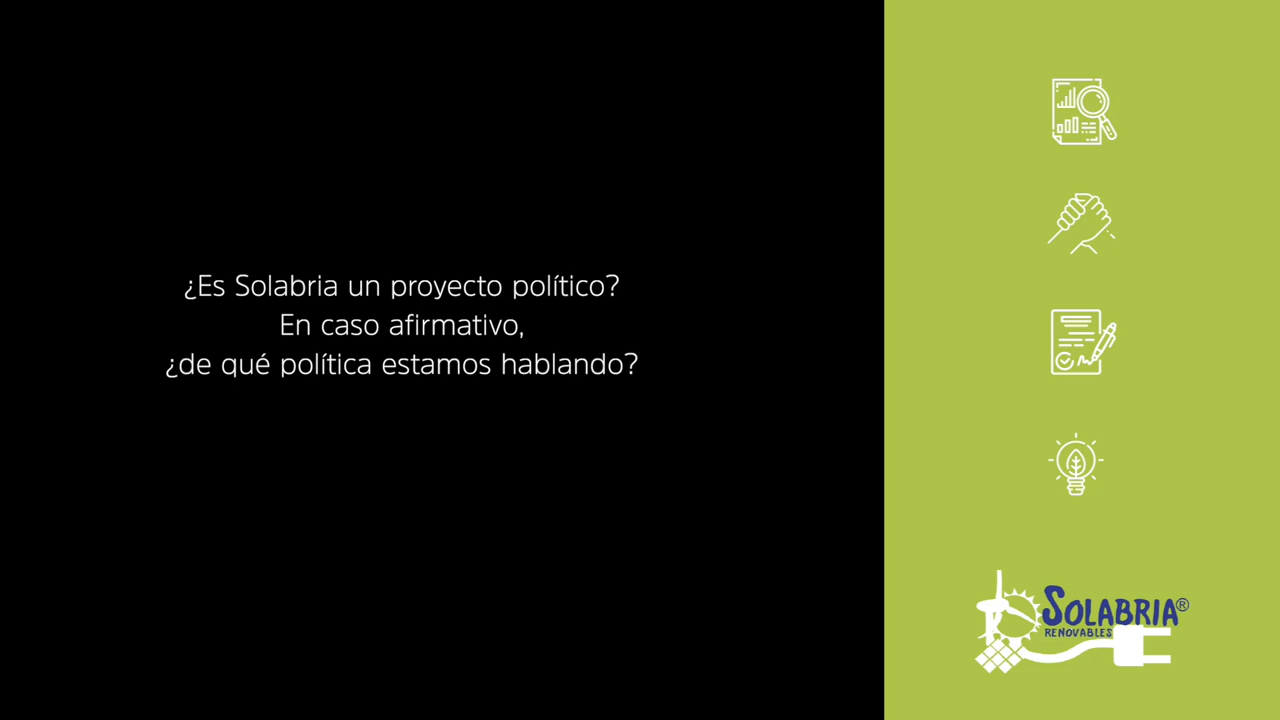 ¿Es Solabria un proyecto político?
En caso afirmativo,
¿de qué política estamos hablando?
SOLABRIA®
RENOVABLES